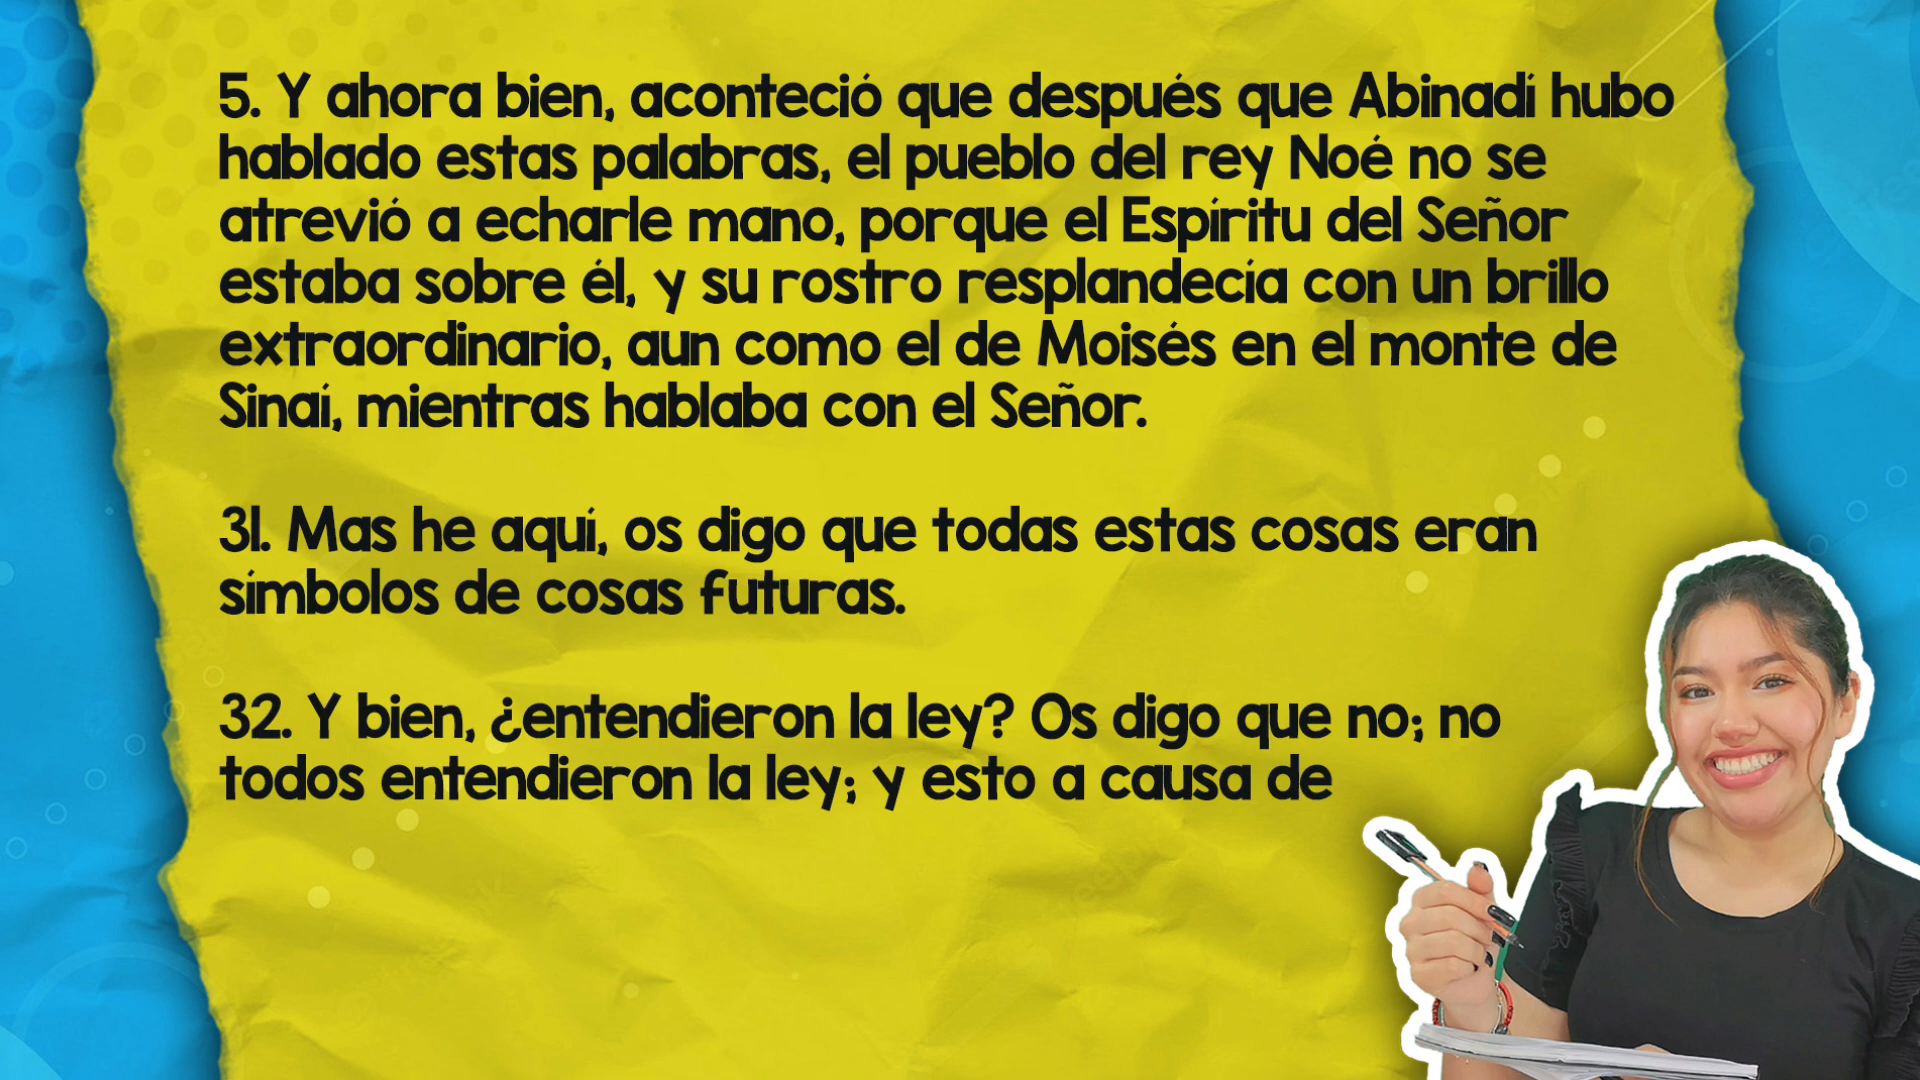 5. Y ahora bien, aconteció que después que Abinadí hubo
hablado estas palabras, el pueblo del rey Noé no se
atrevió a echarle mano, porque el Espíritu del Señor
estaba sobre él, y su rostro resplandecía con un brillo
extraordinario, aun como el de Moisés en el monte de
Sinaí, mientras hablaba con el Señor.
31. Mas he aquí, os digo que todas estas cosas eran
símbolos de cosas futuras.
32. Y bien, ¿entendieron la ley? Os digo que no; no
todos entendieron la ley; y esto a causa de